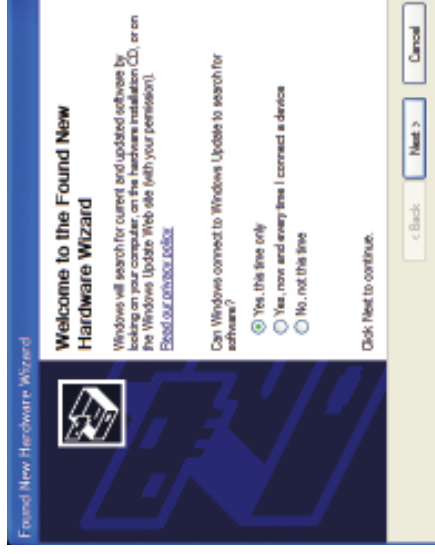 Found New Hardware Wizard
Welcome to the Found New
Hardware Wizard
Windows will search for current and updated software by
looking on your computer, on the hardware installation CD, or on
the Windows Update Web site (with your permission).
Read our privacy policy
Can Windows connect to Windows Update to search for
software?
Yes, this time only
Yes, now and every time I connect a device
No, not this time
Click Next to continue.
< Back
Next >
Cancel